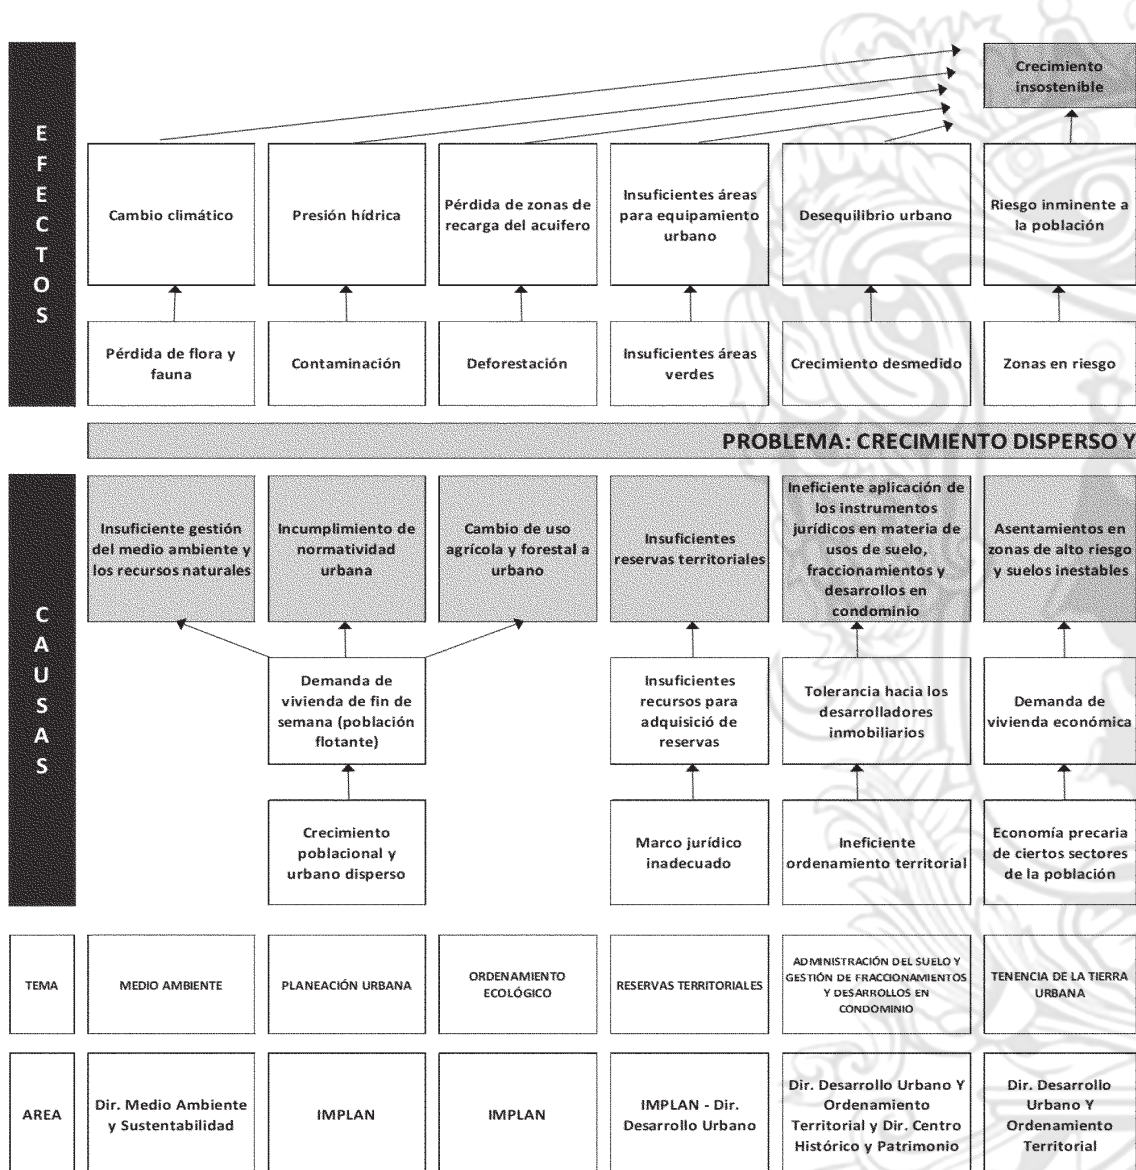 EFECTOS
Crecimiento
insostenible
Cambio climático
Presión hídrica
Pérdida de zonas de
recarga del acuifero
Insuficientes áreas
para equipamiento
urbano
Desequilibrio urbano
Riesgo inminente a
la población
Pérdida de flora y
fauna
Contaminación
Deforestación
Insuficientes áreas
verdes
Crecimiento desmedido
Zonas en riesgo
PROBLEMA: CRECIMIENTO DISPERSO Y
CAUSAS
Insuficiente gestión
del medio ambiente y
los recursos naturales
Incumplimiento de
normatividad
urbana
Cambio de uso
agrícola y forestal a
urbano
Insuficientes
reservas territoriales
Ineficiente aplicación de
los instrumentos
jurídicos en materia de
usos de suelo,
fraccionamientos y
desarrollos en
condominio
Asentamientos en
zonas de alto riesgo
y suelos inestables
Demanda de
vivienda de fin de
semana (población
flotante)
Insuficientes
recursos para
adquisició de
reservas
Tolerancia hacia los
desarrolladores
inmobiliarios
Demanda de
vivienda económica
Crecimiento
poblacional y
urbano disperso
Marco jurídico
inadecuado
Ineficiente
ordenamiento territorial
Economía precaria
de ciertos sectores
de la población
TEMA
MEDIO AMBIENTE
PLANEACIÓN URBANA
ORDENAMIENTO
ECOLÓGICO
RESERVAS TERRITORIALES
ADMINISTRACIÓN DEL SUELO Y
GESTIÓN DE FRACCIONAMIENTOS
Y DESARROLLOS EN
CONDOMINIO
TENENCIA DE LA TIERRA
URBANA
AREA
Dir. Medio Ambiente
y Sustentabilidad
IMPLAN
IMPLAN
IMPLAN - Dir.
Desarrollo Urbano
Dir. Desarrollo Urbano Y
Ordenamiento
Territorial y Dir. Centro
Histórico y Patrimonio
Dir. Desarrollo
Urbano Y
Ordenamiento
Territorial